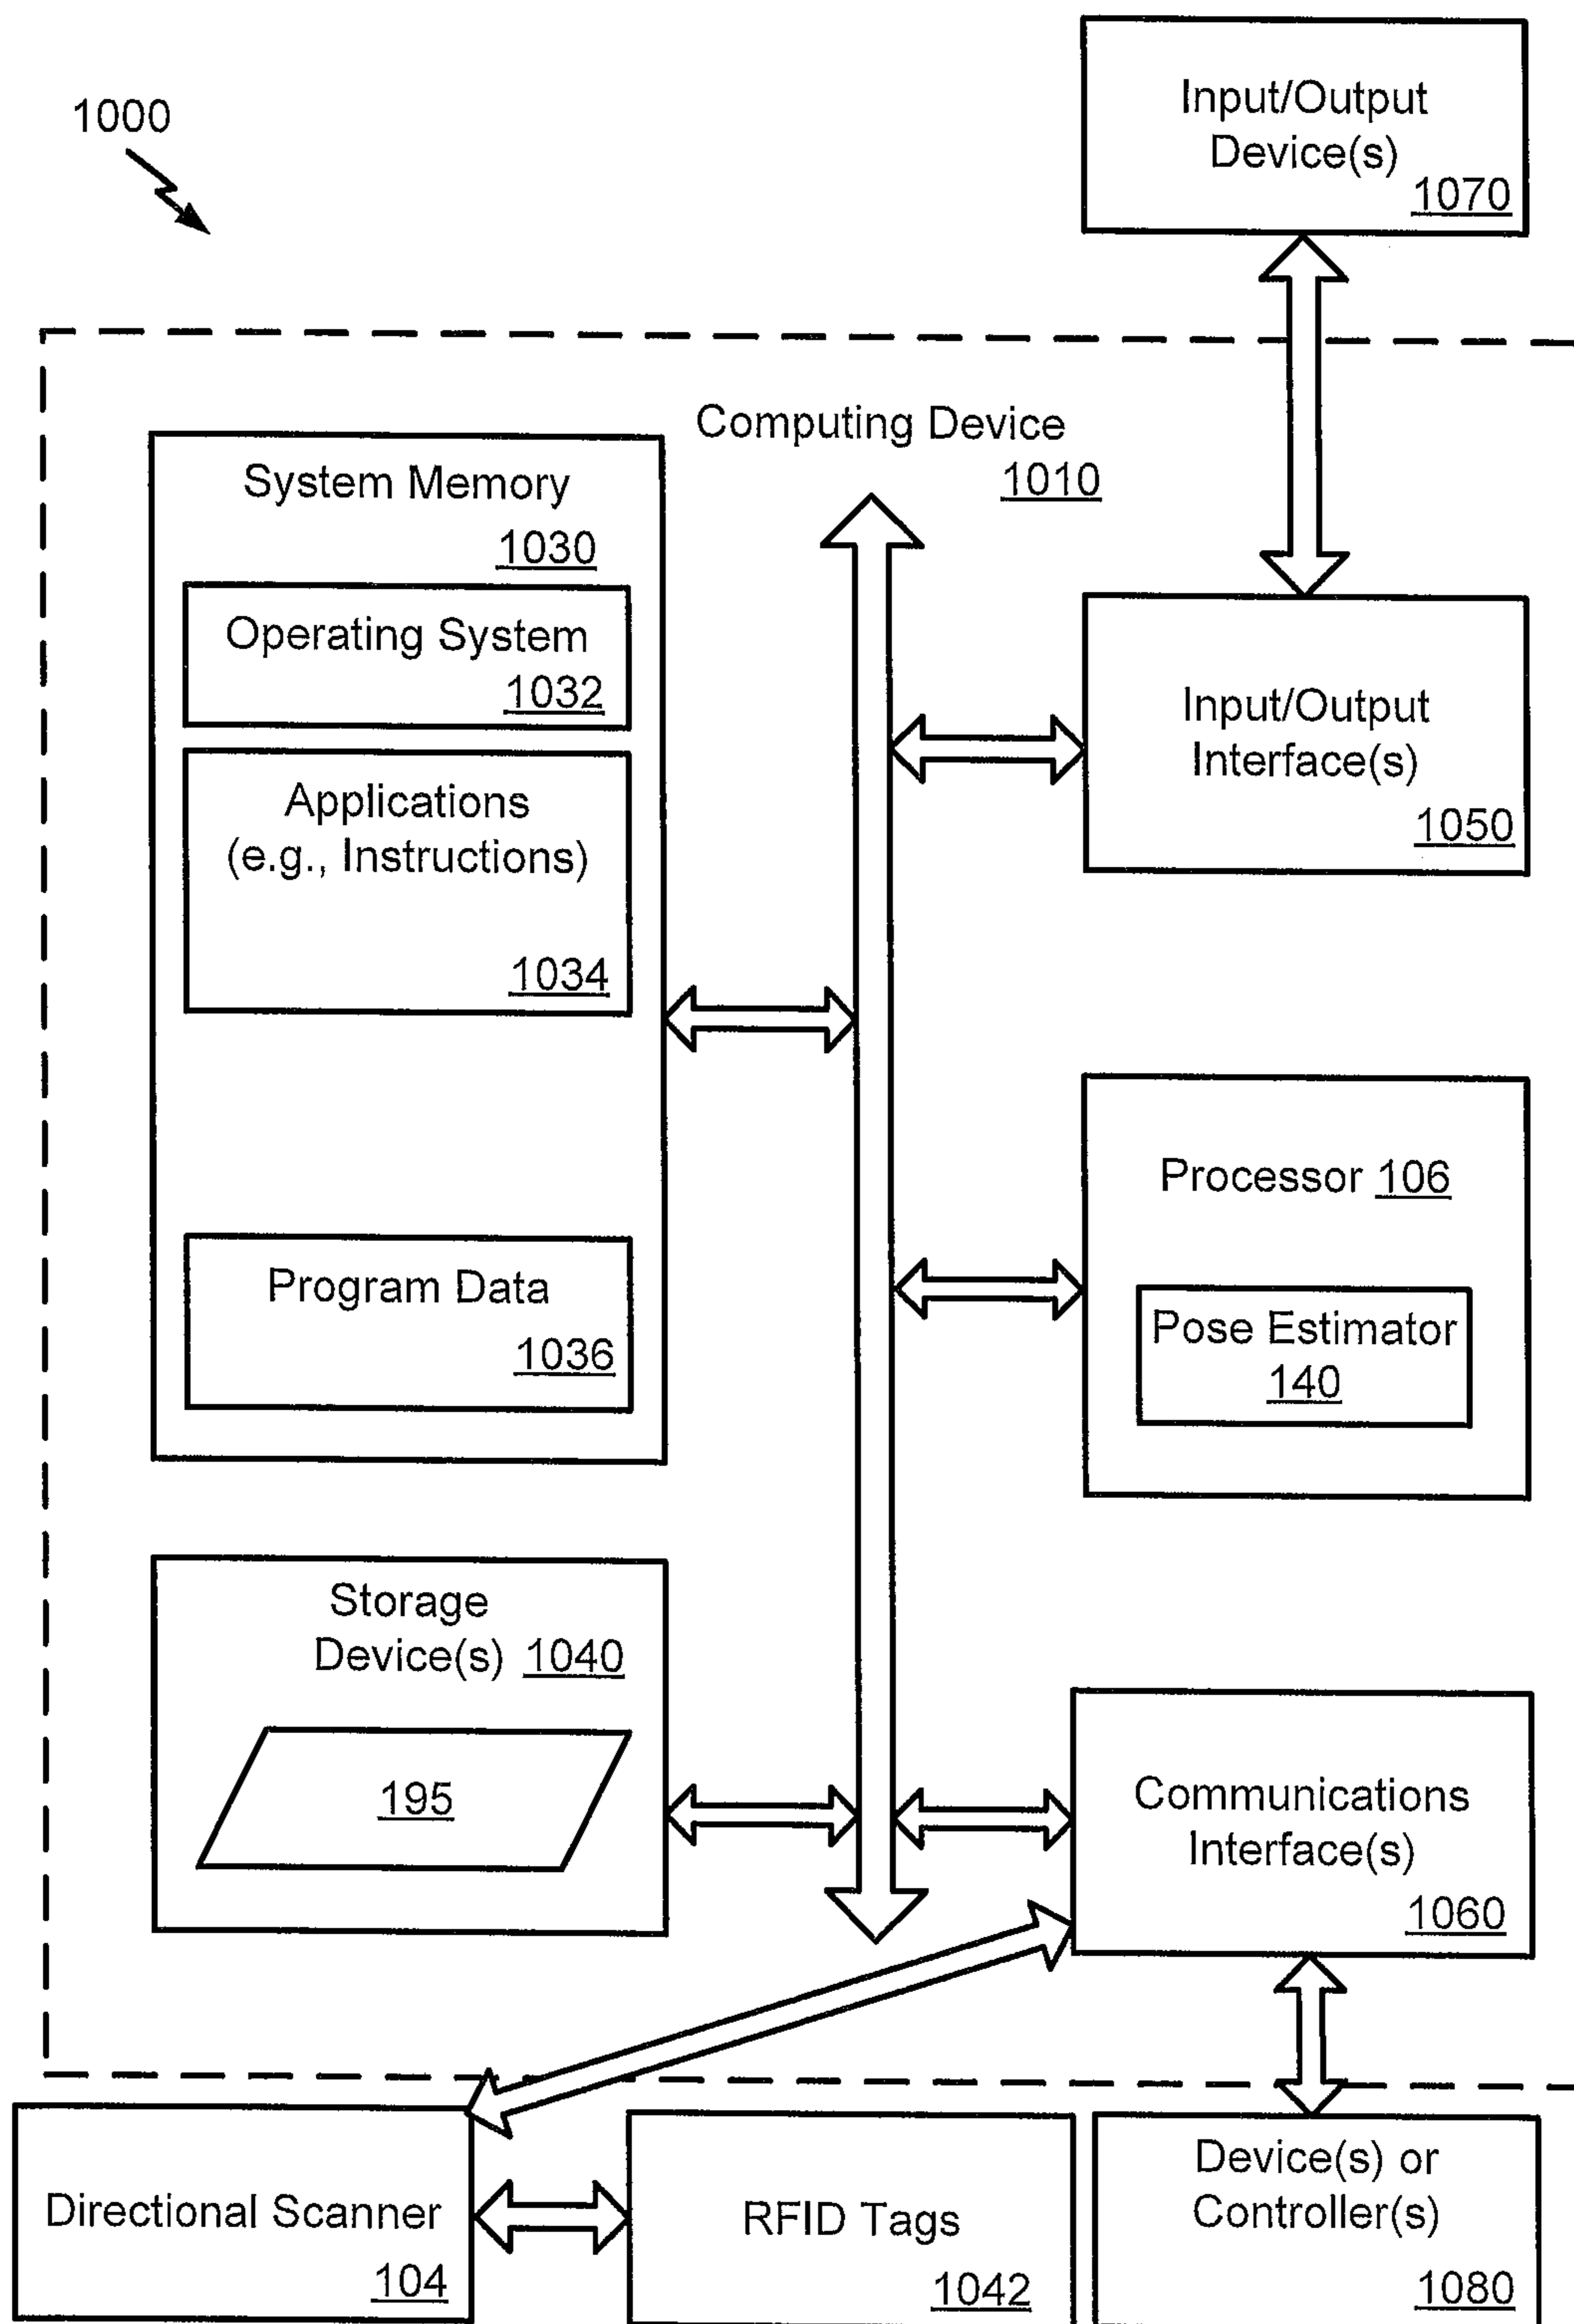 1000
Input/Output
Device(s)
1070
Computing Device
1010
System Memory
1030
Operating System
1032
Applications
(e.g., Instructions)
1034
Program Data
1036
Input/Output
Interface(s)
1050
Processor 106
Pose Estimator
140
Storage
Device(s) 1040
195
Communications
Interface(s)
1060
Directional Scanner
104
RFID Tags
1042
Device(s) or
Controller(s)
1080